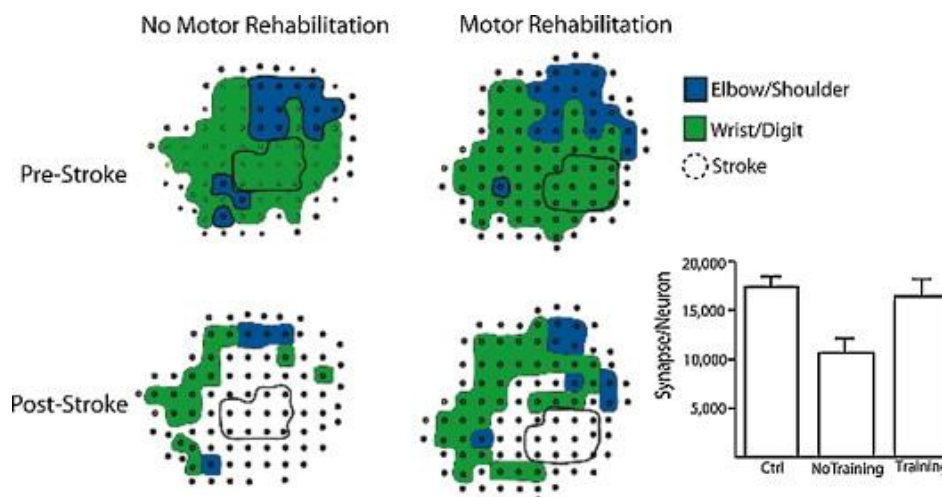 No Motor Rehabilitation
Motor Rehabilitation
Elbow/Shoulder
Wrist/Digit
Stroke
Pre-Stroke
Post-Stroke
Synapse/Neuron
20,000
15,000
10,000
5,000
Ctrl
NoTraining
Training